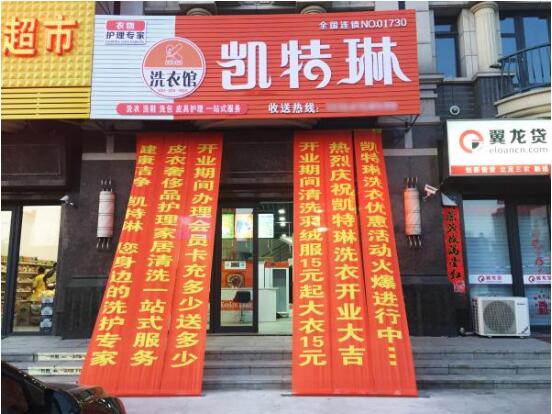 超市
衣物
护理专家
全国连锁NO.01730
洗衣馆
凯特琳
洗衣 洗鞋 洗包 皮具护理 一站式服务
收送热线：
翼龙贷
eloancn.com
建康洁净 凯特琳 您身边的洗护专家
皮衣奢侈品护理家居清洗一站式服务
开业期间办理会员卡充多少送多少
开业期间清洗羽绒服15元起大衣15元
热烈庆祝凯特琳洗衣开业大吉
凯特琳洗衣优惠活动火爆进行中...
翼龙贷